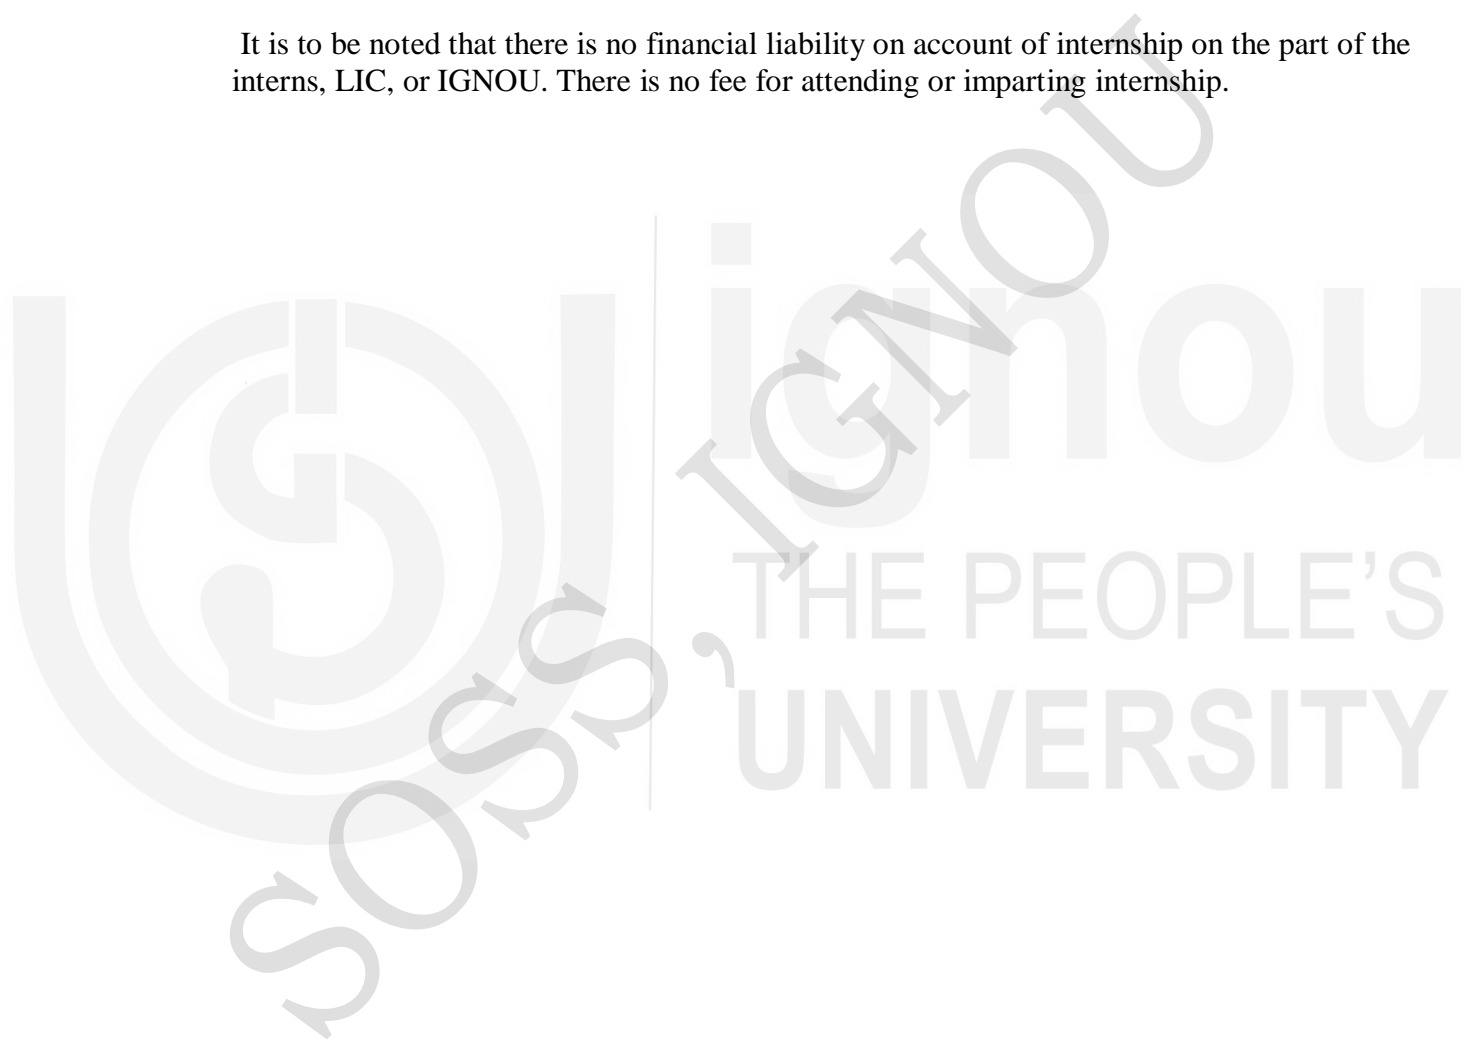 It is to be noted that there is no financial liability on account of internship on the part of the
interns, LIC, or IGNOU. There is no fee for attending or imparting internship.
ignou
THE PEOPLE'S
UNIVERSITY
SOSS, IGNOU